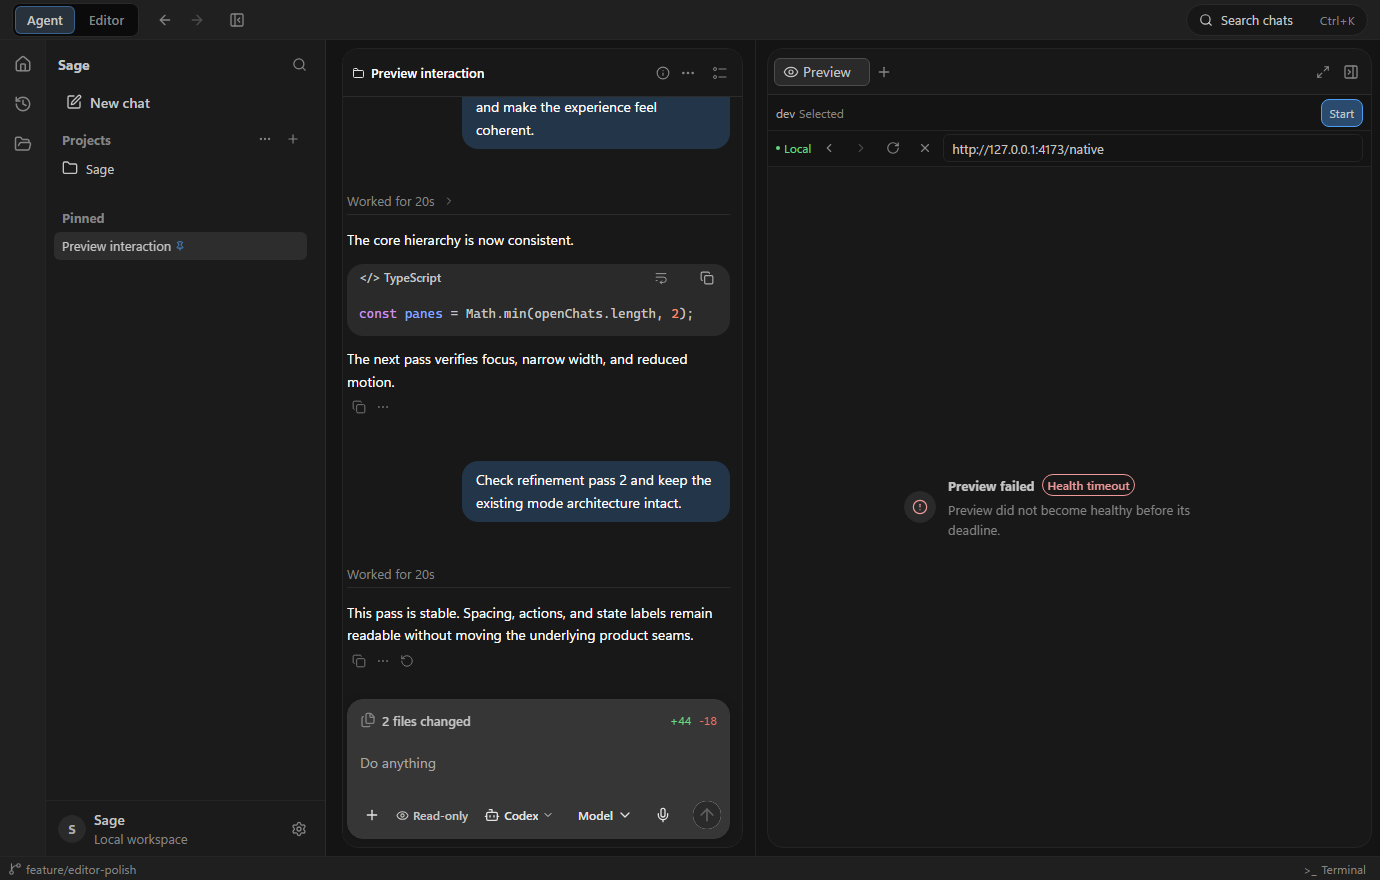 Agent
Editor
Search chats
Ctrl+K
Sage
New chat
Projects
Sage
Pinned
Preview interaction
Sage
S
Local workspace
Preview interaction
and make the experience feel
coherent.
Worked for 20s
The core hierarchy is now consistent.
</> TypeScript
const panes = Math.min(openChats.length, 2);
The next pass verifies focus, narrow width, and reduced
motion.
Check refinement pass 2 and keep the
existing mode architecture intact.
Worked for 20s
This pass is stable. Spacing, actions, and state labels remain
readable without moving the underlying product seams.
2 files changed
+44 -18
Do anything
Read-only
Codex
Model
Preview
dev Selected
Start
Local
http://127.0.0.1:4173/native
Preview failed
Health timeout
Preview did not become healthy before its
deadline.
feature/editor-polish
>_ Terminal